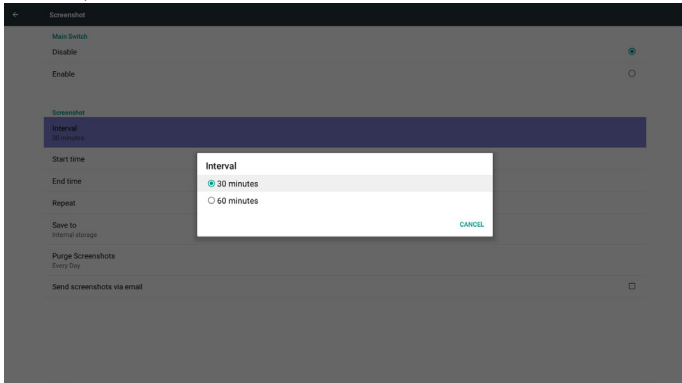 Screenshot
Main Switch
Disable
Enable
Screenshot
Interval
30 minutes
Start time
End time
Repeat
Save to
Internal storage
Purge Screenshots
Every Day
Send screenshots via email
Interval
30 minutes
60 minutes
CANCEL